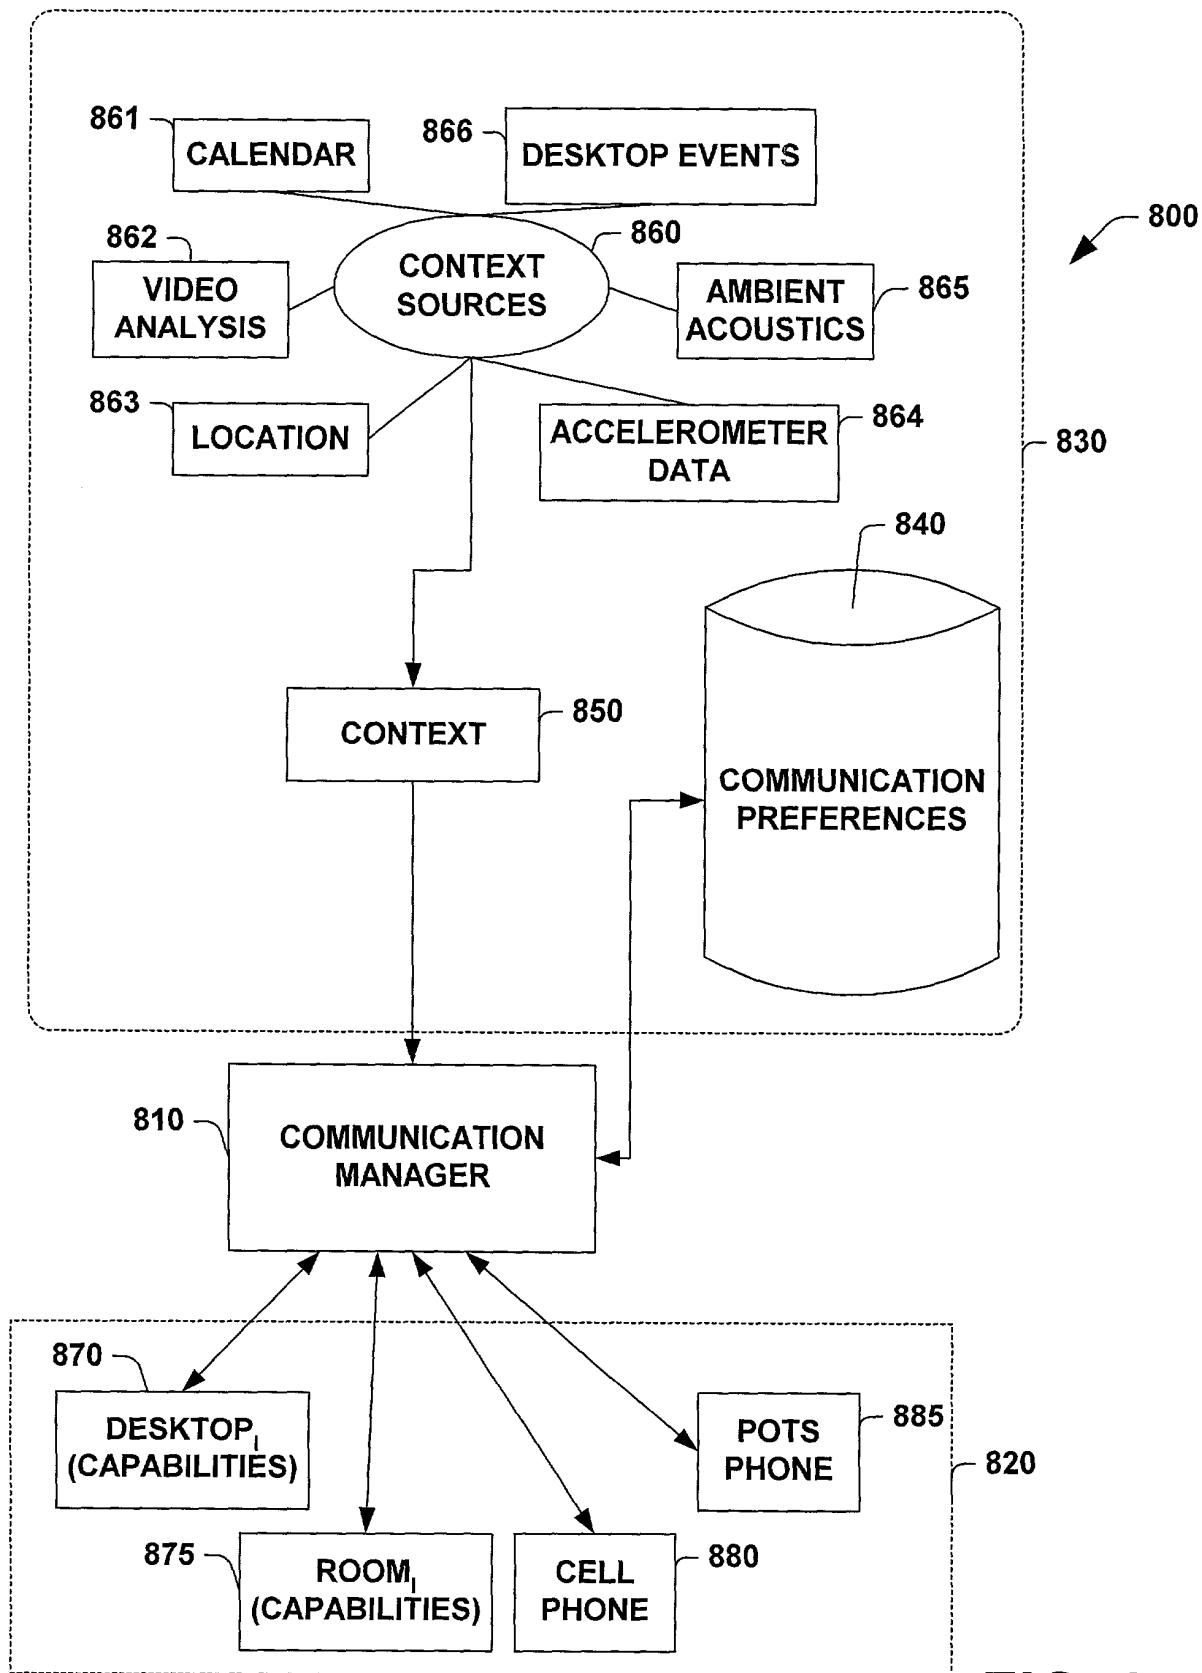 861
CALENDAR
866
DESKTOP EVENTS
800
862
VIDEO
ANALYSIS
860
CONTEXT
SOURCES
AMBIENT
ACOUSTICS
865
863
LOCATION
ACCELEROMETER
DATA
864
830
840
CONTEXT
850
COMMUNICATION
PREFERENCES
810
COMMUNICATION
MANAGER
870
DESKTOPI
(CAPABILITIES)
POTS
PHONE
885
820
875
ROOMI
(CAPABILITIES)
CELL
PHONE
880